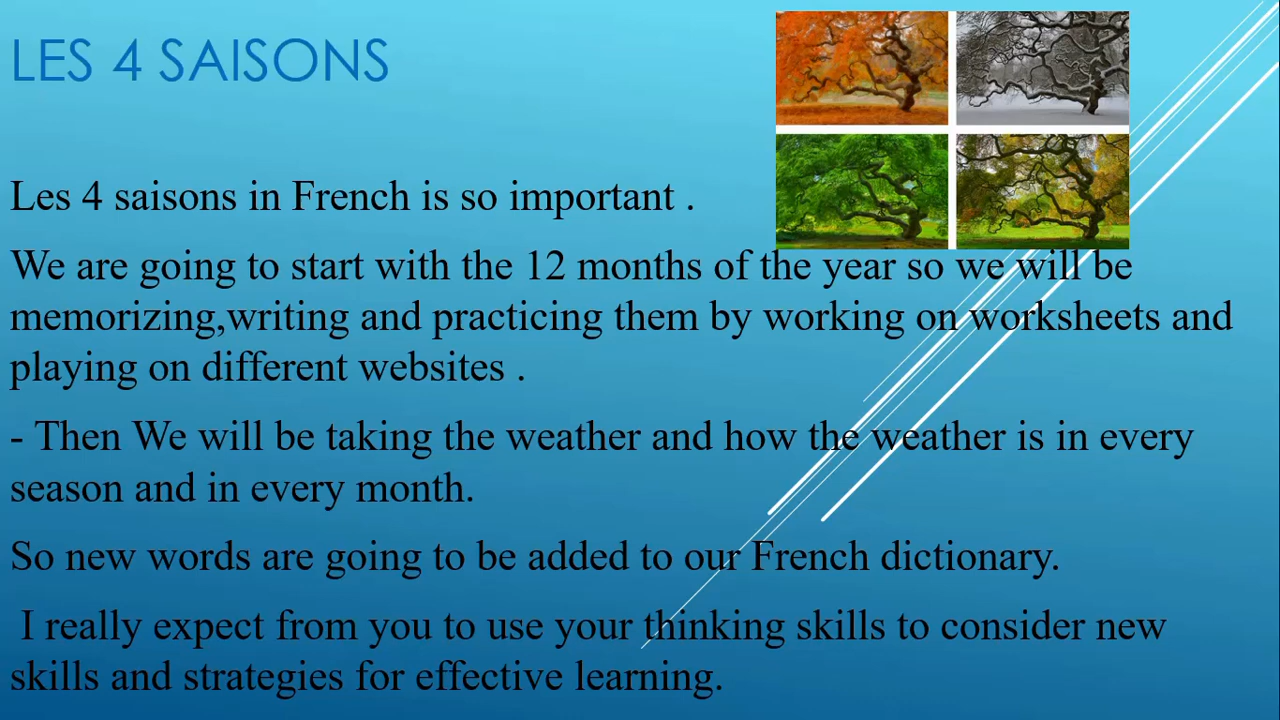 LES 4 SAISONS
Les 4 saisons in French is so important .
We are going to start with the 12 months of the year so we will be
memorizing,writing and practicing them by working on worksheets and
playing on different websites .
- Then We will be taking the weather and how the weather is in every
season and in every month.
So new words are going to be added to our French dictionary.
I really expect from you to use your thinking skills to consider new
skills and strategies for effective learning.